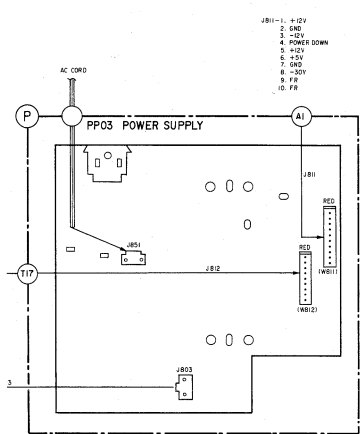 J811-1. +12V
2. GND
3. -12V
4. POWER DOWN
5. +12V
6. +5V
7. GND
8. -30V
9. FR
10. FR
AC CORD
P
PP03 POWER SUPPLY
A1
J811
RED
J851
RED
(W811)
T17
J812
(W812)
J803
3